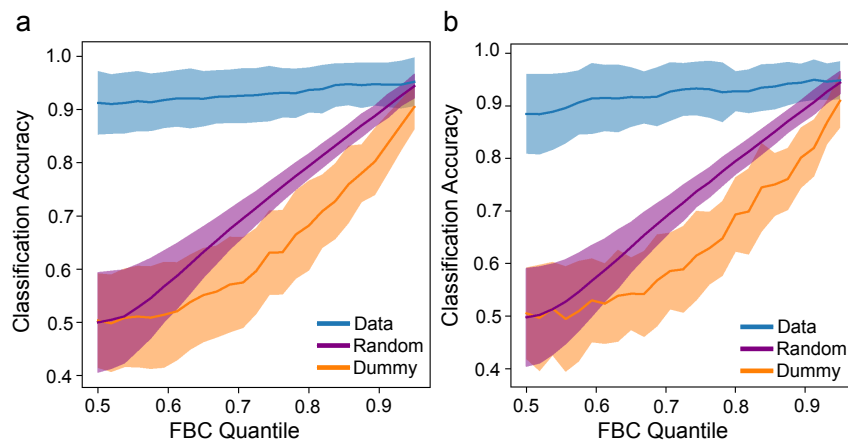 a
Classification Accuracy
1.0
0.9
0.8
0.7
0.6
0.5
0.4
0.5 0.6 0.7 0.8 0.9
FBC Quantile
Data
Random
Dummy
b
Classification Accuracy
1.0
0.9
0.8
0.7
0.6
0.5
0.4
0.5 0.6 0.7 0.8 0.9
FBC Quantile
Data
Random
Dummy